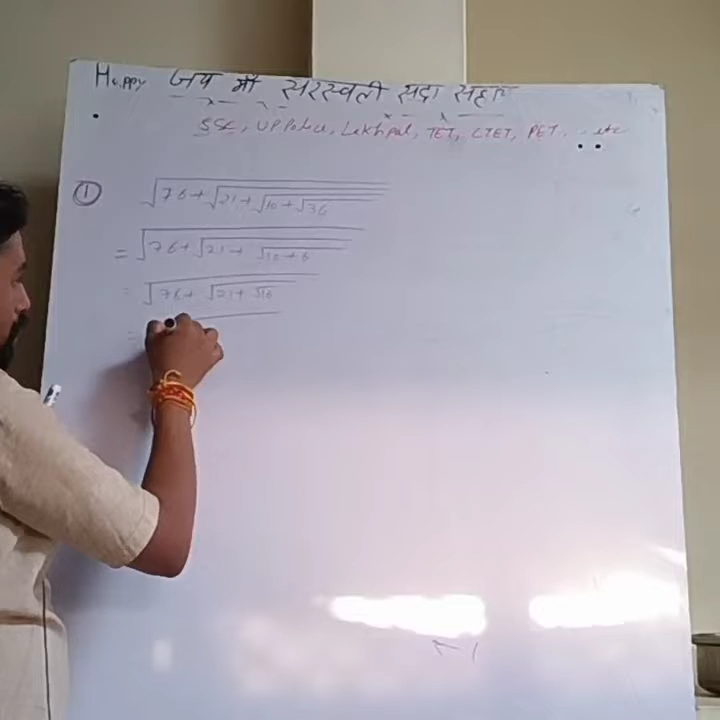 Happy जय माँ सरस्वती सदा सहाय
SSC, UP Police, Lekhpal, TET, CTET, PET, .. etc
① √76+√21+√10+√36
= √76+√21+√10+6
= √76+√21+√16
=